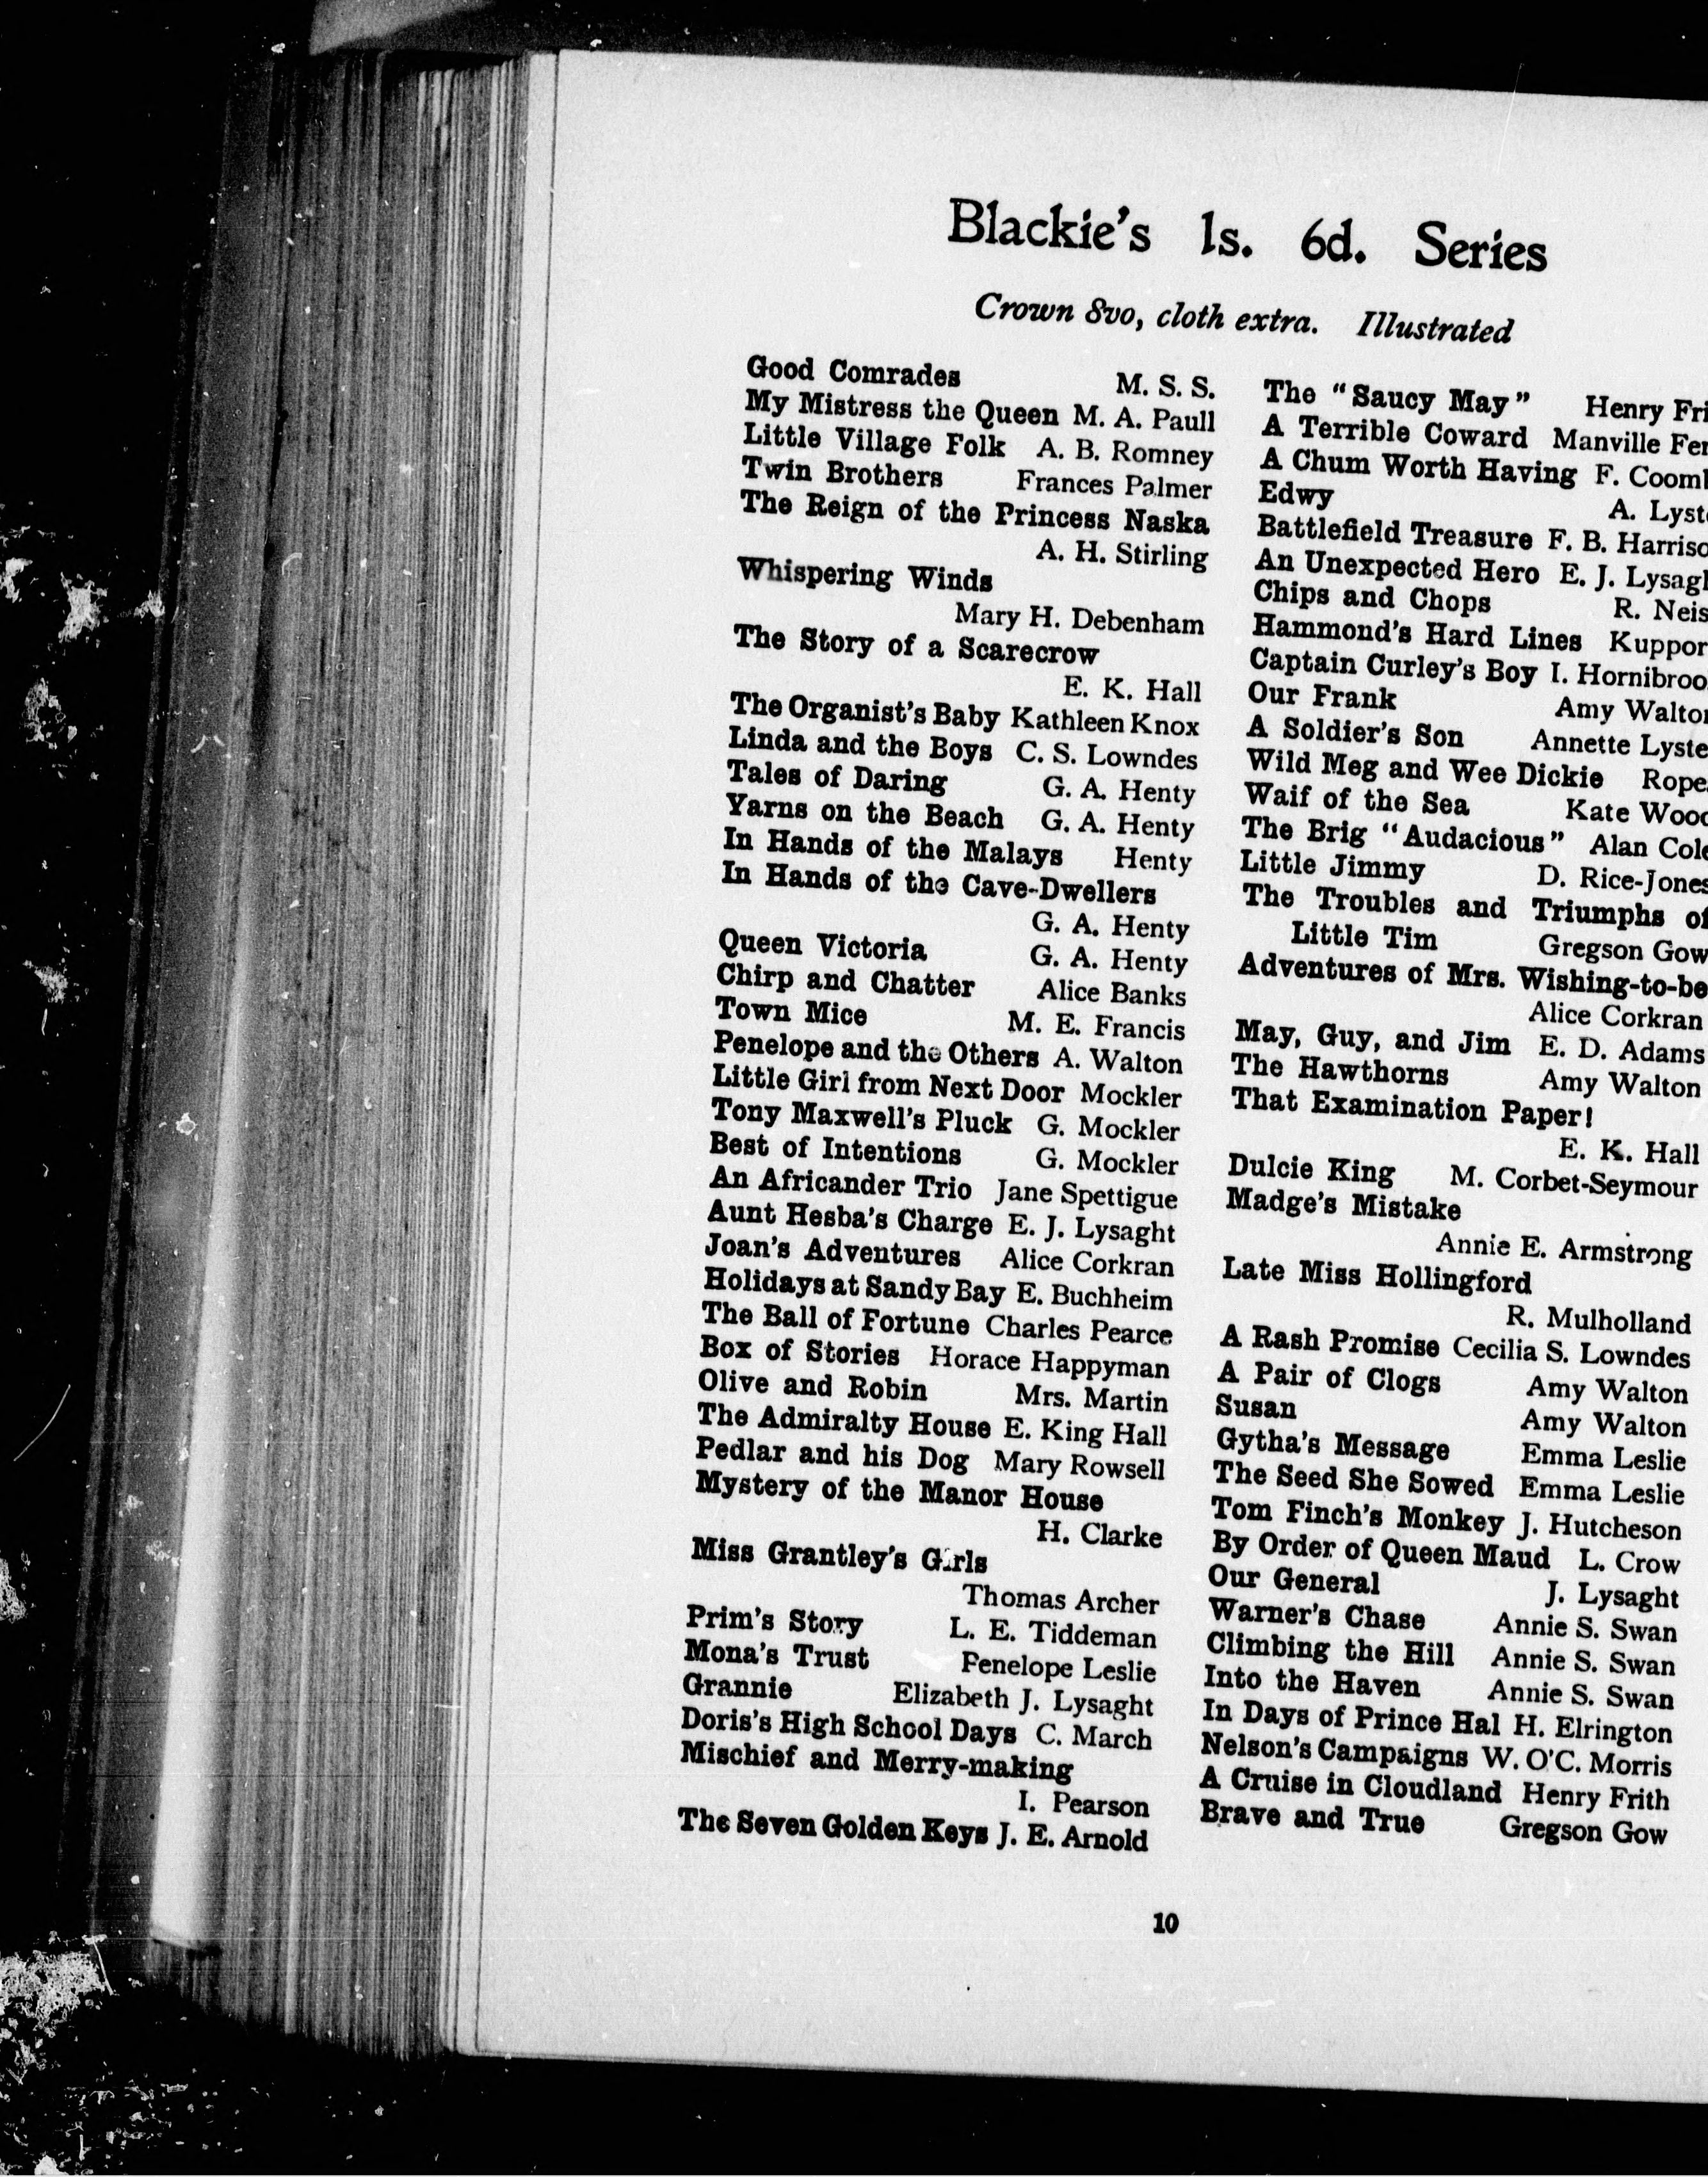 Blackie's 1s. 6d. Series
Crown 8vo, cloth extra. Illustrated
Good Comrades M. S. S.
My Mistress the Queen M. A. Paull
Little Village Folk A. B. Romney
Twin Brothers Frances Palmer
The Reign of the Princess Naska
A. H. Stirling
Whispering Winds
Mary H. Debenham
The Story of a Scarecrow
E. K. Hall
The Organist's Baby Kathleen Knox
Linda and the Boys C. S. Lowndes
Tales of Daring G. A. Henty
Yarns on the Beach G. A. Henty
In Hands of the Malays Henty
In Hands of the Cave-Dwellers
G. A. Henty
Queen Victoria G. A. Henty
Chirp and Chatter Alice Banks
Town Mice M. E. Francis
Penelope and the Others A. Walton
Little Girl from Next Door Mockler
Tony Maxwell's Pluck G. Mockler
Best of Intentions G. Mockler
An Africander Trio Jane Spettigue
Aunt Hesba's Charge E. J. Lysaght
Joan's Adventures Alice Corkran
Holidays at Sandy Bay E. Buchheim
The Ball of Fortune Charles Pearce
Box of Stories Horace Happyman
Olive and Robin Mrs. Martin
The Admiralty House E. King Hall
Pedlar and his Dog Mary Rowsell
Mystery of the Manor House
H. Clarke
Miss Grantley's Girls
Thomas Archer
Prim's Story L. E. Tiddeman
Mona's Trust Penelope Leslie
Grannie Elizabeth J. Lysaght
Doris's High School Days C. March
Mischief and Merry-making
I. Pearson
The Seven Golden Keys J. E. Arnold
The "Saucy May" Henry Fri
A Terrible Coward Manville Fe
A Chum Worth Having F. Coom
Edwy A. Lyst
Battlefield Treasure F. B. Harriso
An Unexpected Hero E. J. Lysag
Chips and Chops R. Neis
Hammond's Hard Lines Kuppor
Captain Curley's Boy I. Hornibroo
Our Frank Amy Walto
A Soldier's Son Annette Lyste
Wild Meg and Wee Dickie Rope
Waif of the Sea Kate Wood
The Brig "Audacious" Alan Cole
Little Jimmy D. Rice-Jones
The Troubles and Triumphs of
Little Tim Gregson Gow
Adventures of Mrs. Wishing-to-be
Alice Corkran
May, Guy, and Jim E. D. Adams
The Hawthorns Amy Walton
That Examination Paper!
E. K. Hall
Dulcie King M. Corbet-Seymour
Madge's Mistake
Annie E. Armstrong
Late Miss Hollingford
R. Mulholland
A Rash Promise Cecilia S. Lowndes
A Pair of Clogs Amy Walton
Susan Amy Walton
Gytha's Message Emma Leslie
The Seed She Sowed Emma Leslie
Tom Finch's Monkey J. Hutcheson
By Order of Queen Maud L. Crow
Our General J. Lysaght
Warner's Chase Annie S. Swan
Climbing the Hill Annie S. Swan
Into the Haven Annie S. Swan
In Days of Prince Hal H. Elrington
Nelson's Campaigns W. O'C. Morris
A Cruise in Cloudland Henry Frith
Brave and True Gregson Gow
10